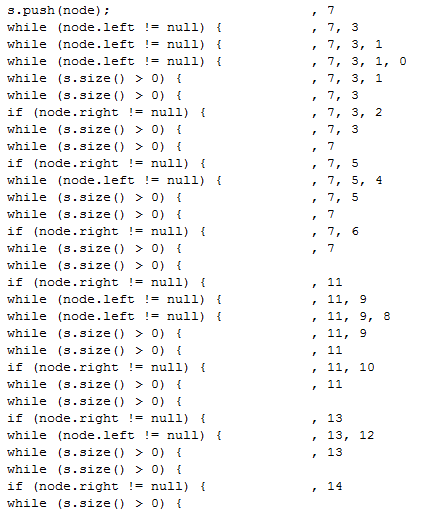 s.push(node);                         , 7
while (node.left != null) {           , 7, 3
while (node.left != null) {           , 7, 3, 1
while (node.left != null) {           , 7, 3, 1, 0
while (s.size() > 0) {                , 7, 3, 1
while (s.size() > 0) {                , 7, 3
if (node.right != null) {             , 7, 3, 2
while (s.size() > 0) {                , 7, 3
while (s.size() > 0) {                , 7
if (node.right != null) {             , 7, 5
while (node.left != null) {           , 7, 5, 4
while (s.size() > 0) {                , 7, 5
while (s.size() > 0) {                , 7
if (node.right != null) {             , 7, 6
while (s.size() > 0) {                , 7
while (s.size() > 0) {
if (node.right != null) {             , 11
while (node.left != null) {           , 11, 9
while (node.left != null) {           , 11, 9, 8
while (s.size() > 0) {                , 11, 9
while (s.size() > 0) {                , 11
if (node.right != null) {             , 11, 10
while (s.size() > 0) {                , 11
while (s.size() > 0) {
if (node.right != null) {             , 13
while (node.left != null) {           , 13, 12
while (s.size() > 0) {                , 13
while (s.size() > 0) {
if (node.right != null) {             , 14
while (s.size() > 0) {